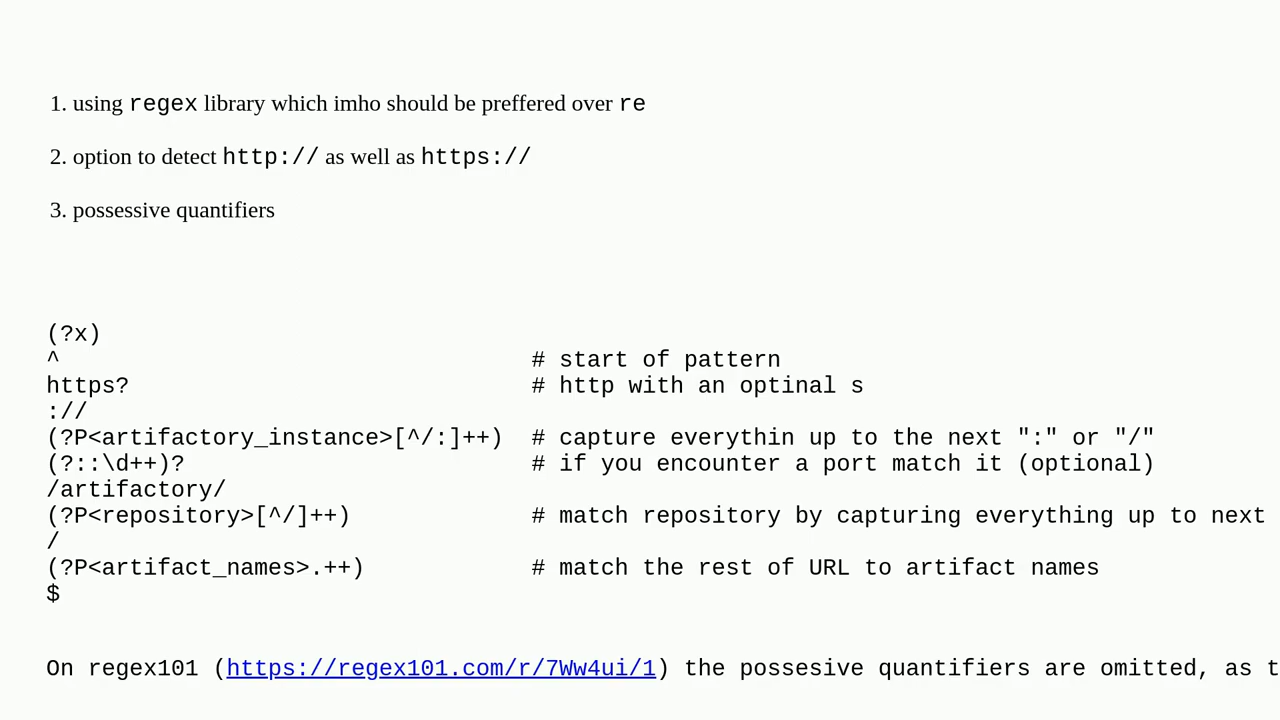 1. using regex library which imho should be preffered over re
2. option to detect http:// as well as https://
3. possessive quantifiers
(?x)
^ # start of pattern
https? # http with an optinal s
://
(?P<artifactory_instance>[^/:]++) # capture everythin up to the next ":" or "/"
(?::\d++)? # if you encounter a port match it (optional)
/artifactory/
(?P<repository>[^/]++) # match repository by capturing everything up to next
/
(?P<artifact_names>.++) # match the rest of URL to artifact names
$
On regex101 (https://regex101.com/r/7Ww4ui/1) the possesive quantifiers are omitted, as